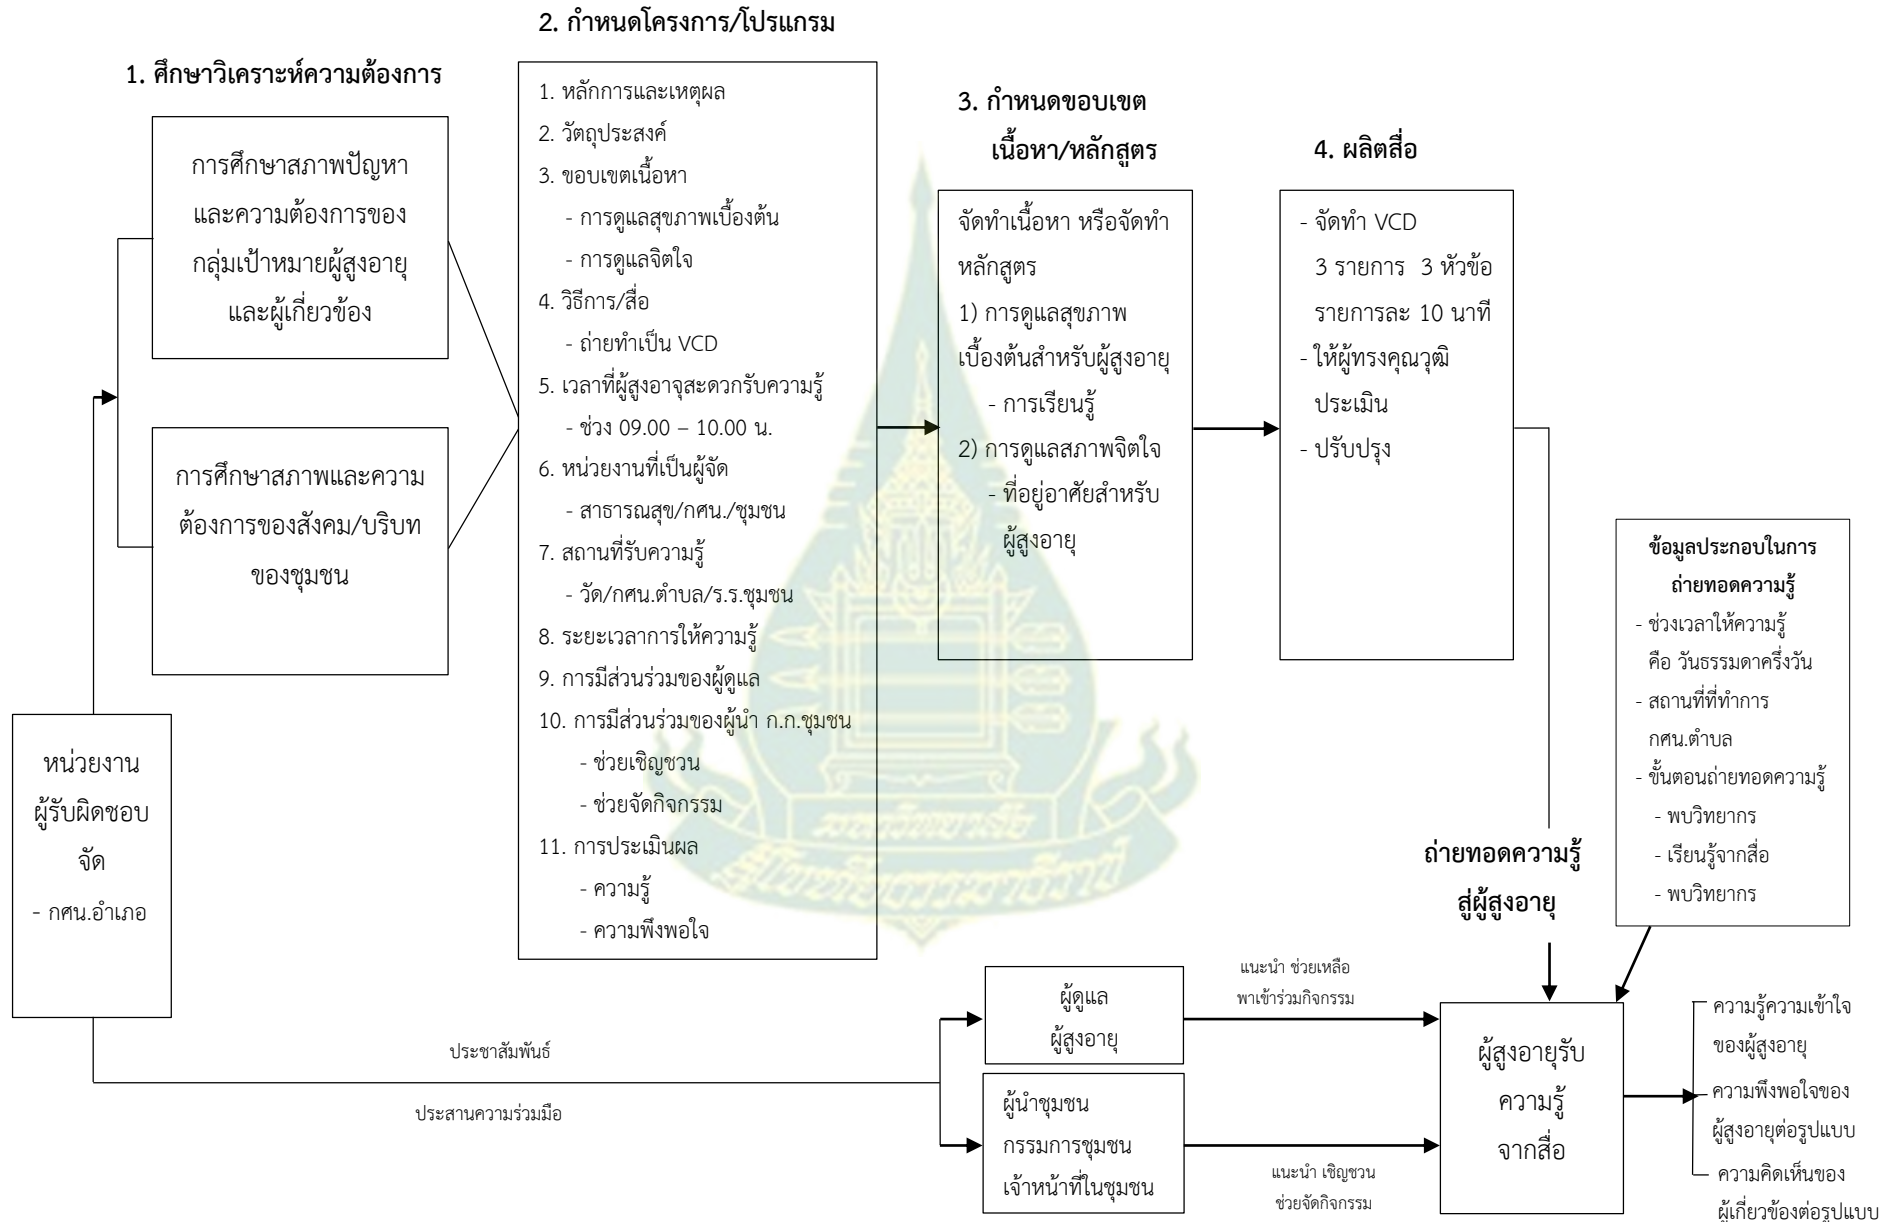 1. ศึกษาวิเคราะห์ความต้องการ
การศึกษาสภาพปัญหา
และความต้องการของ
กลุ่มเป้าหมายผู้สูงอายุ
และผู้เกี่ยวข้อง
การศึกษาสภาพและความ
ต้องการของสังคม/บริบท
ของชุมชน
หน่วยงาน
ผู้รับผิดชอบ
จัด
- กศน.อำเภอ
2. กำหนดโครงการ/โปรแกรม
1. หลักการและเหตุผล
2. วัตถุประสงค์
3. ขอบเขตเนื้อหา
- การดูแลสุขภาพเบื้องต้น
- การดูแลจิตใจ
4. วิธีการ/สื่อ
- ถ่ายทำเป็น VCD
5. เวลาที่ผู้สูงอาจุสะดวกรับความรู้
- ช่วง 09.00 – 10.00 น.
6. หน่วยงานที่เป็นผู้จัด
- สาธารณสุข/กศน./ชุมชน
7. สถานที่รับความรู้
- วัด/กศน.ตำบล/ร.ร.ชุมชน
8. ระยะเวลาการให้ความรู้
9. การมีส่วนร่วมของผู้ดูแล
10. การมีส่วนร่วมของผู้นำ ก.ก.ชุมชน
- ช่วยเชิญชวน
- ช่วยจัดกิจกรรม
11. การประเมินผล
- ความรู้
- ความพึงพอใจ
3. กำหนดขอบเขต
เนื้อหา/หลักสูตร
จัดทำเนื้อหา หรือจัดทำ
หลักสูตร
1) การดูแลสุขภาพ
เบื้องต้นสำหรับผู้สูงอายุ
- การเรียนรู้
2) การดูแลสภาพจิตใจ
- ที่อยู่อาศัยสำหรับ
ผู้สูงอายุ
4. ผลิตสื่อ
- จัดทำ VCD
3 รายการ 3 หัวข้อ
รายการละ 10 นาที
- ให้ผู้ทรงคุณวุฒิ
ประเมิน
- ปรับปรุง
ถ่ายทอดความรู้
สู่ผู้สูงอายุ
ข้อมูลประกอบในการ
ถ่ายทอดความรู้
- ช่วงเวลาให้ความรู้
คือ วันธรรมดาครึ่งวัน
- สถานที่ที่ทำการ
กศน.ตำบล
- ขั้นตอนถ่ายทอดความรู้
- พบวิทยากร
- เรียนรู้จากสื่อ
- พบวิทยากร
ประชาสัมพันธ์
ประสานความร่วมมือ
ผู้ดูแล
ผู้สูงอายุ
ผู้นำชุมชน
กรรมการชุมชน
เจ้าหน้าที่ในชุมชน
แนะนำ ช่วยเหลือ
พาเข้าร่วมกิจกรรม
แนะนำ เชิญชวน
ช่วยจัดกิจกรรม
ผู้สูงอายุรับ
ความรู้
จากสื่อ
ความรู้ความเข้าใจ
ของผู้สูงอายุ
ความพึงพอใจของ
ผู้สูงอายุต่อรูปแบบ
ความคิดเห็นของ
ผู้เกี่ยวข้องต่อรูปแบบ
มหาวิทยาลัย
สุโขทัยธรรมาธิราช